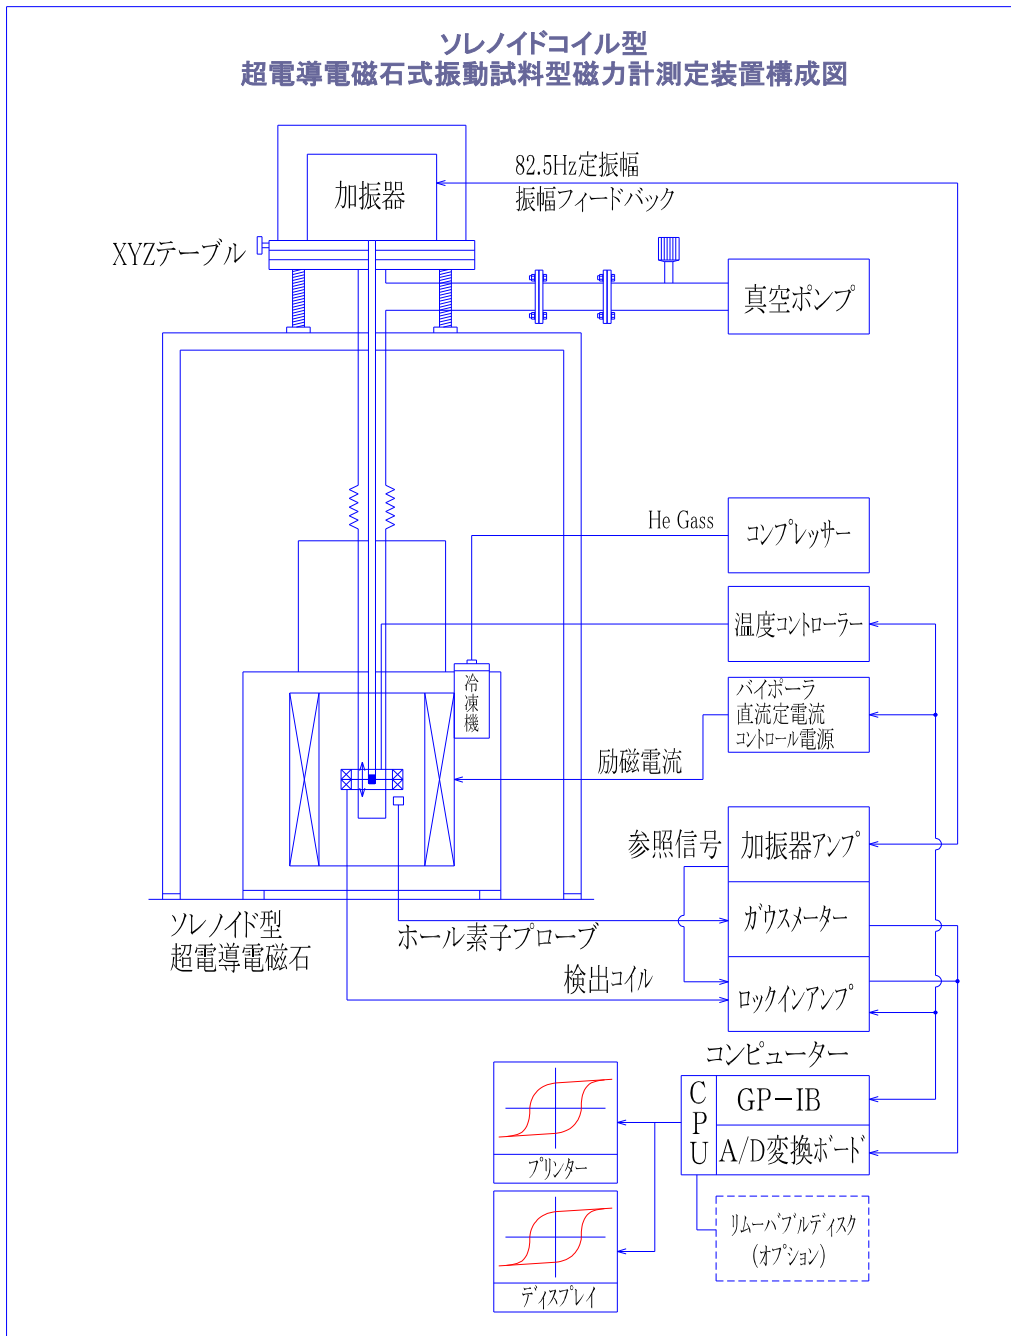 ソレノイドコイル型
超電導電磁石式振動試料型磁力計測定装置構成図
82.5Hz定振幅
振幅フィードバック
加振器
XYZテーブル
真空ポンプ
He Gass
コンプレッサー
温度コントローラー
冷凍機
バイポーラ
直流定電流
コントロール電源
励磁電流
参照信号
加振器アンプ
ガウスメーター
ソレノイド型
超電導電磁石
ホール素子プローブ
検出コイル
ロックインアンプ
コンピューター
CPU
GP-IB
A/D変換ボード
プリンター
リムーバブルディスク
(オプション)
ディスプレイ